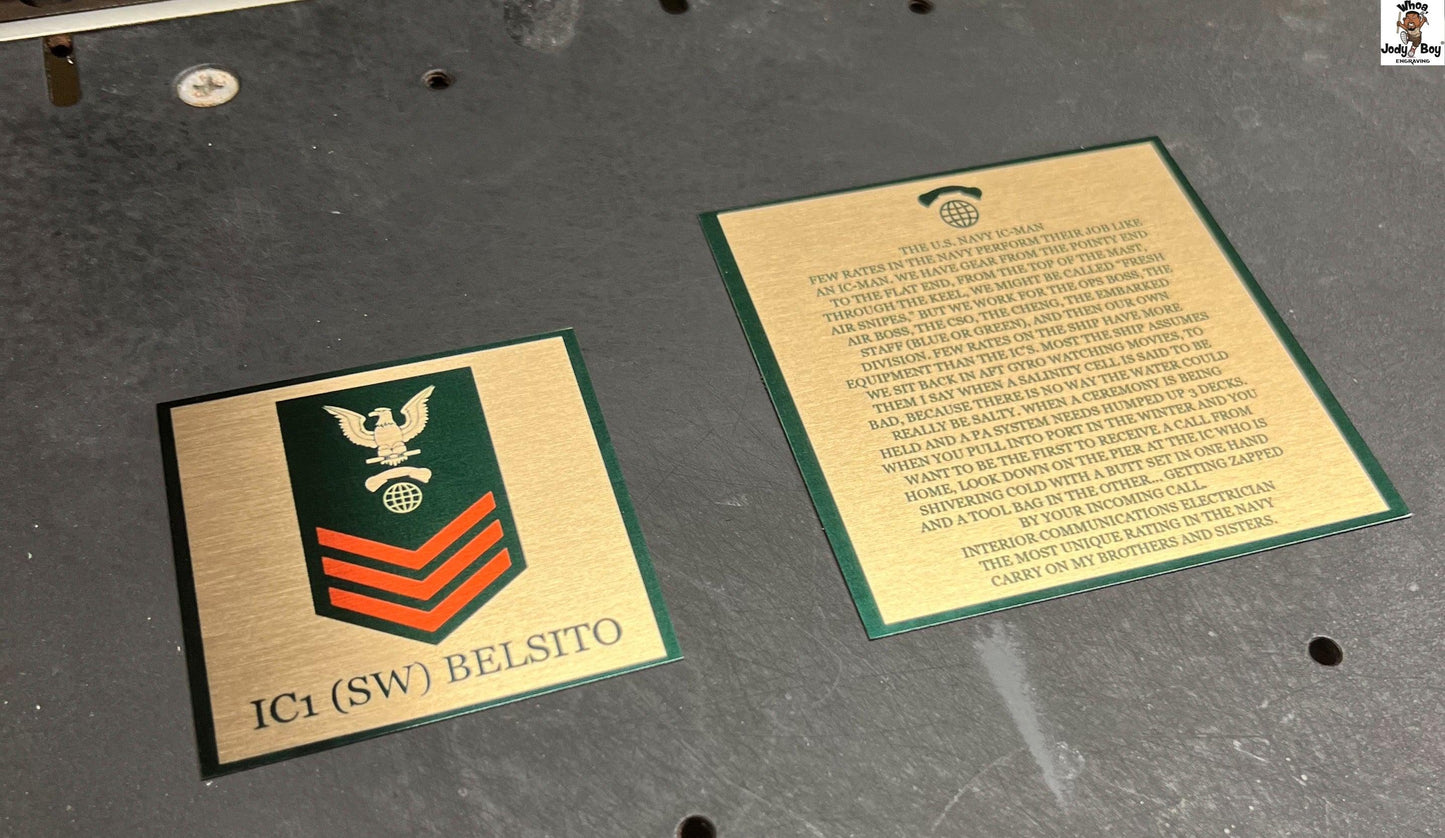 Whoa,
Jody Boy®
ENGRAVING
THE U.S. NAVY IC-MAN
FEW RATES IN THE NAVY PERFORM THEIR JOB LIKE
AN IC-MAN. WE HAVE GEAR FROM THE POINTY END
TO THE FLAT END, FROM THE TOP OF THE MAST,
THROUGH THE KEEL, WE MIGHT BE CALLED "FRESH
AIR SNIPES," BUT WE WORK FOR THE OPS BOSS, THE
AIR BOSS, THE CSO, THE CHENG, THE EMBARKED
STAFF (BLUE OR GREEN), AND THEN OUR OWN
DIVISION. FEW RATES ON THE SHIP HAVE MORE
EQUIPMENT THAN THE IC'S. MOST THE SHIP ASSUMES
WE SIT BACK IN AFT GYRO WATCHING MOVIES, TO
THEM I SAY WHEN A SALINITY CELL IS SAID TO BE
BAD, BECAUSE THERE IS NO WAY THE WATER COULD
REALLY BE SALTY. WHEN A CEREMONY IS BEING
HELD AND A PA SYSTEM NEEDS HUMPED UP 3 DECKS.
WHEN YOU PULL INTO PORT IN THE WINTER AND YOU
WANT TO BE THE FIRST TO RECEIVE A CALL FROM
HOME, LOOK DOWN ON THE PIER AT THE IC WHO IS
SHIVERING COLD WITH A BUTT SET IN ONE HAND
AND A TOOL BAG IN THE OTHER... GETTING ZAPPED
BY YOUR INCOMING CALL.
INTERIOR COMMUNICATIONS ELECTRICIAN
THE MOST UNIQUE RATING IN THE NAVY
CARRY ON MY BROTHERS AND SISTERS.
IC1 (SW) BELSITO